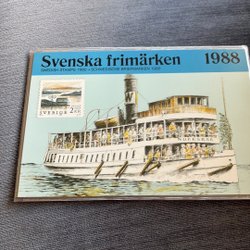 Svenska frimärken 1988
SWEDISH STAMPS 1988 • SCHWEDISCHE BRIEFMARKEN 1988
SVERIGE